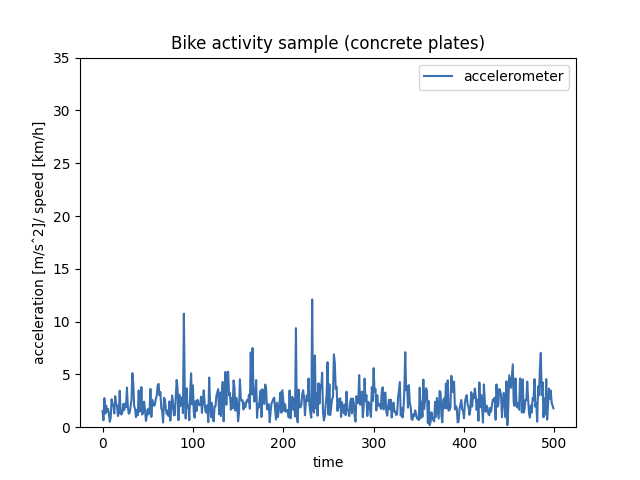 Bike activity sample (concrete plates)
accelerometer
35
30
25
20
15
10
5
0
acceleration [m/sˆ2]/ speed [km/h]
0 100 200 300 400 500
time